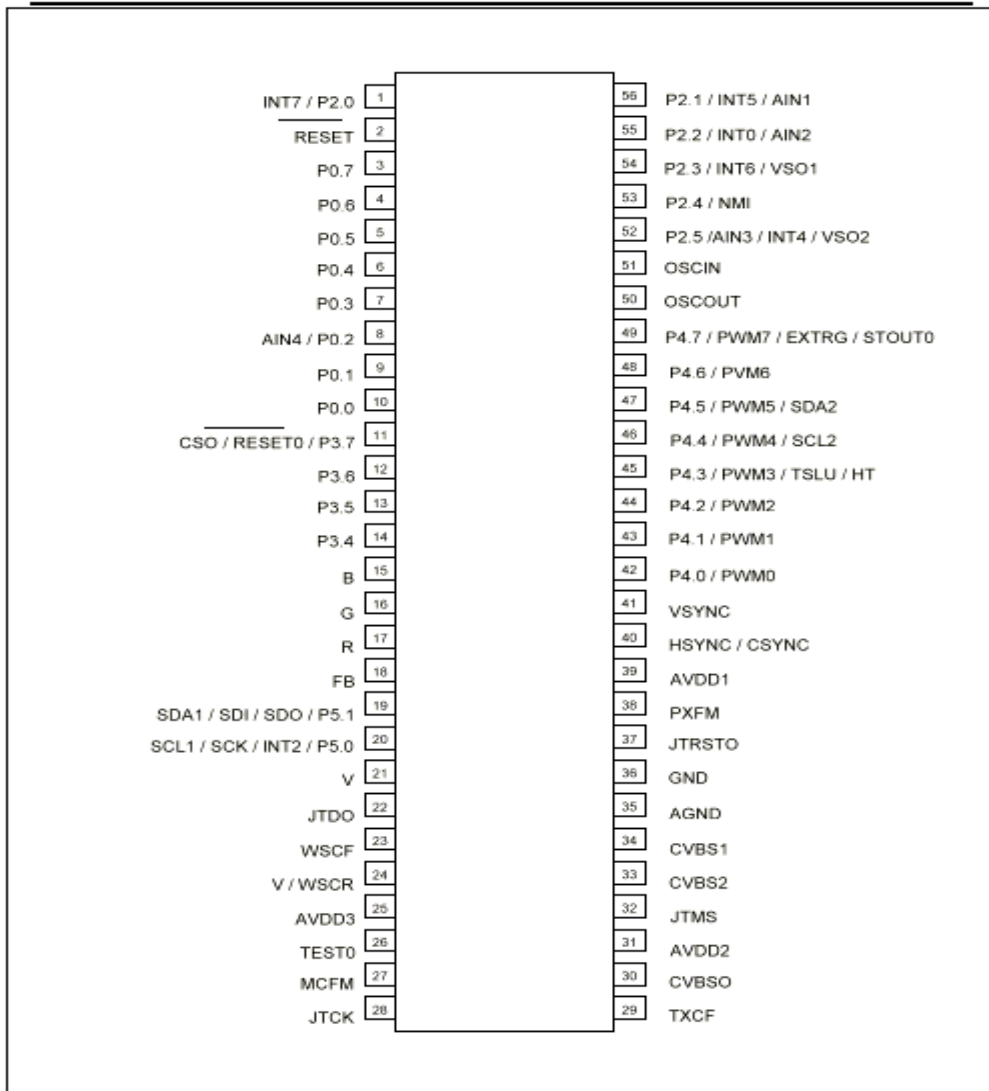 INT7 / P2.0 1
RESET 2
P0.7 3
P0.6 4
P0.5 5
P0.4 6
P0.3 7
AIN4 / P0.2 8
P0.1 9
P0.0 10
CSO / RESET0 / P3.7 11
P3.6 12
P3.5 13
P3.4 14
B 15
G 16
R 17
FB 18
SDA1 / SDI / SDO / P5.1 19
SCL1 / SCK / INT2 / P5.0 20
V 21
JTDO 22
WSCF 23
V / WSCR 24
AVDD3 25
TEST0 26
MCFM 27
JTCK 28
56 P2.1 / INT5 / AIN1
55 P2.2 / INT0 / AIN2
54 P2.3 / INT6 / VSO1
53 P2.4 / NMI
52 P2.5 /AIN3 / INT4 / VSO2
51 OSCIN
50 OSCOUT
49 P4.7 / PWM7 / EXTRG / STOUT0
48 P4.6 / PVM6
47 P4.5 / PWM5 / SDA2
46 P4.4 / PWM4 / SCL2
45 P4.3 / PWM3 / TSLU / HT
44 P4.2 / PWM2
43 P4.1 / PWM1
42 P4.0 / PWM0
41 VSYNC
40 HSYNC / CSYNC
39 AVDD1
38 PXFM
37 JTRSTO
36 GND
35 AGND
34 CVBS1
33 CVBS2
32 JTMS
31 AVDD2
30 CVBSO
29 TXCF